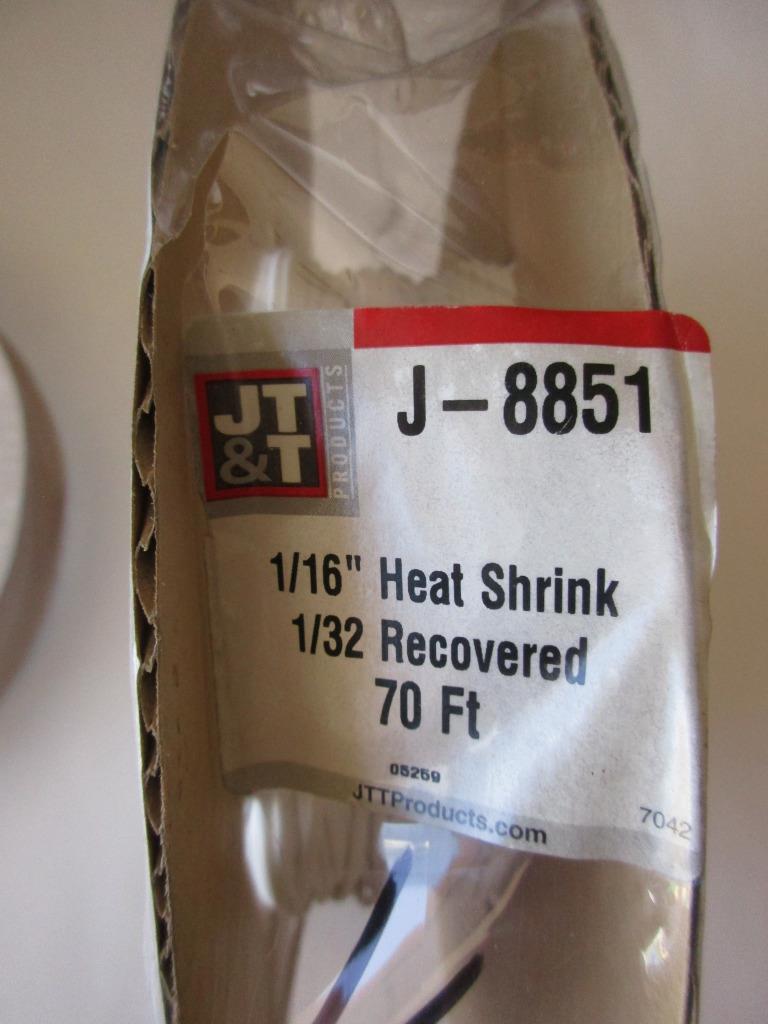 JT
&T
PRODUCTS
J-8851
1/16" Heat Shrink
1/32 Recovered
70 Ft
05259
JTTProducts.com
7042